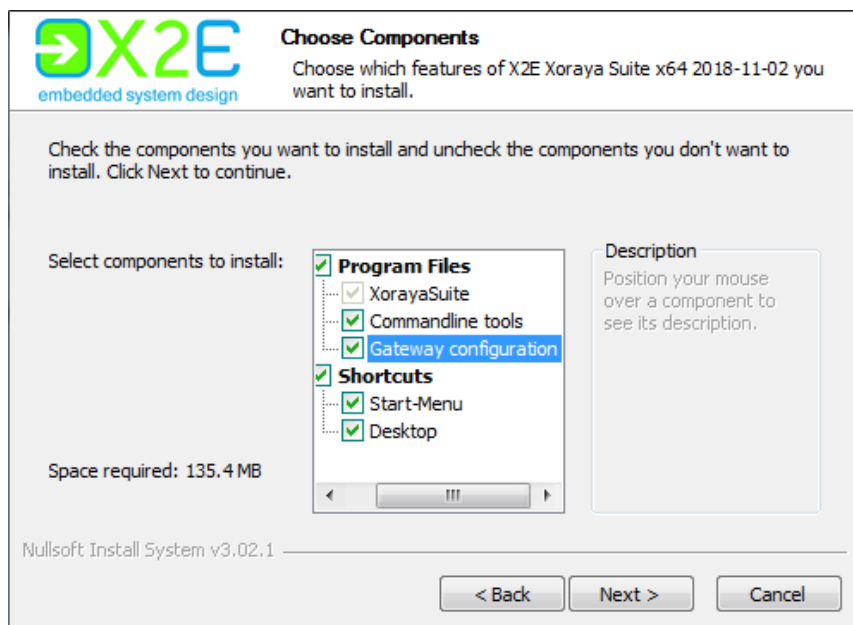 X2E
embedded system design
Choose Components
Choose which features of X2E Xoraya Suite x64 2018-11-02 you
want to install.
Check the components you want to install and uncheck the components you don't want to
install. Click Next to continue.
Select components to install:
Program Files
XorayaSuite
Commandline tools
Gateway configuration
Shortcuts
Start-Menu
Desktop
Description
Position your mouse
over a component to
see its description.
Space required: 135.4 MB
Nullsoft Install System v3.02.1
< Back
Next >
Cancel